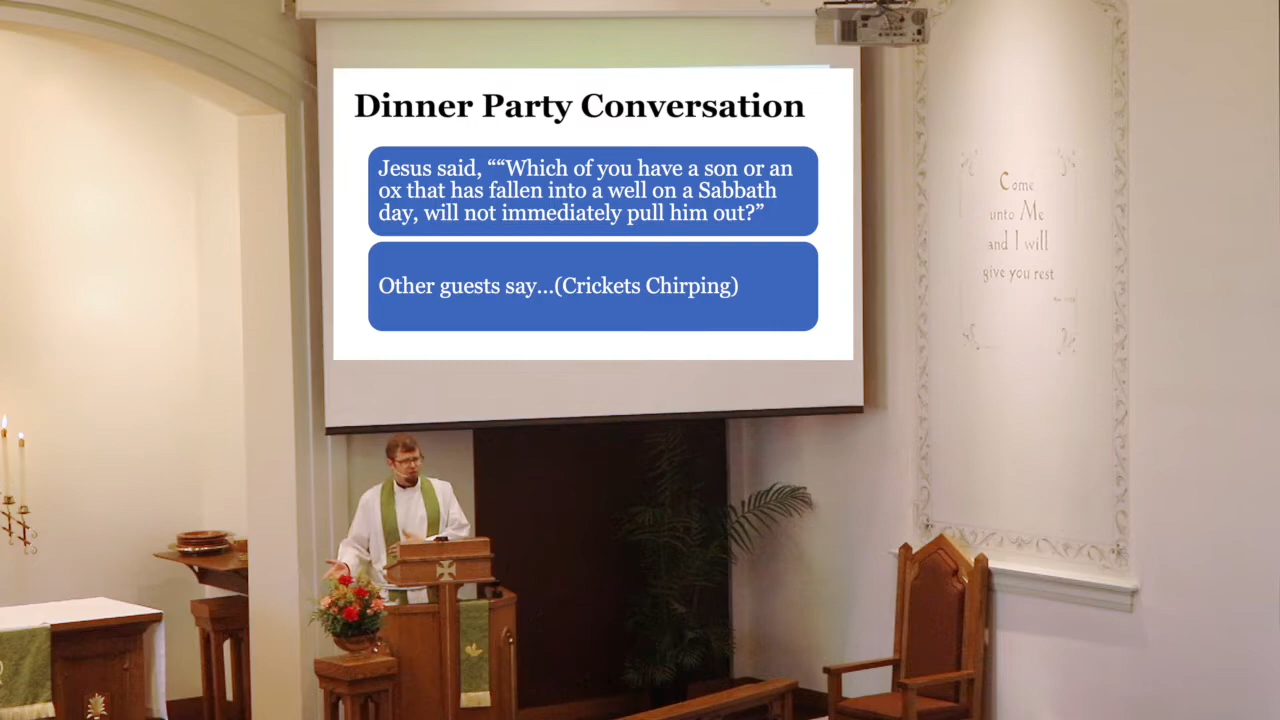 Dinner Party Conversation
Jesus said, ““Which of you have a son or an
ox that has fallen into a well on a Sabbath
day, will not immediately pull him out?”
Other guests say...(Crickets Chirping)
Come
unto Me
and I will
give you rest